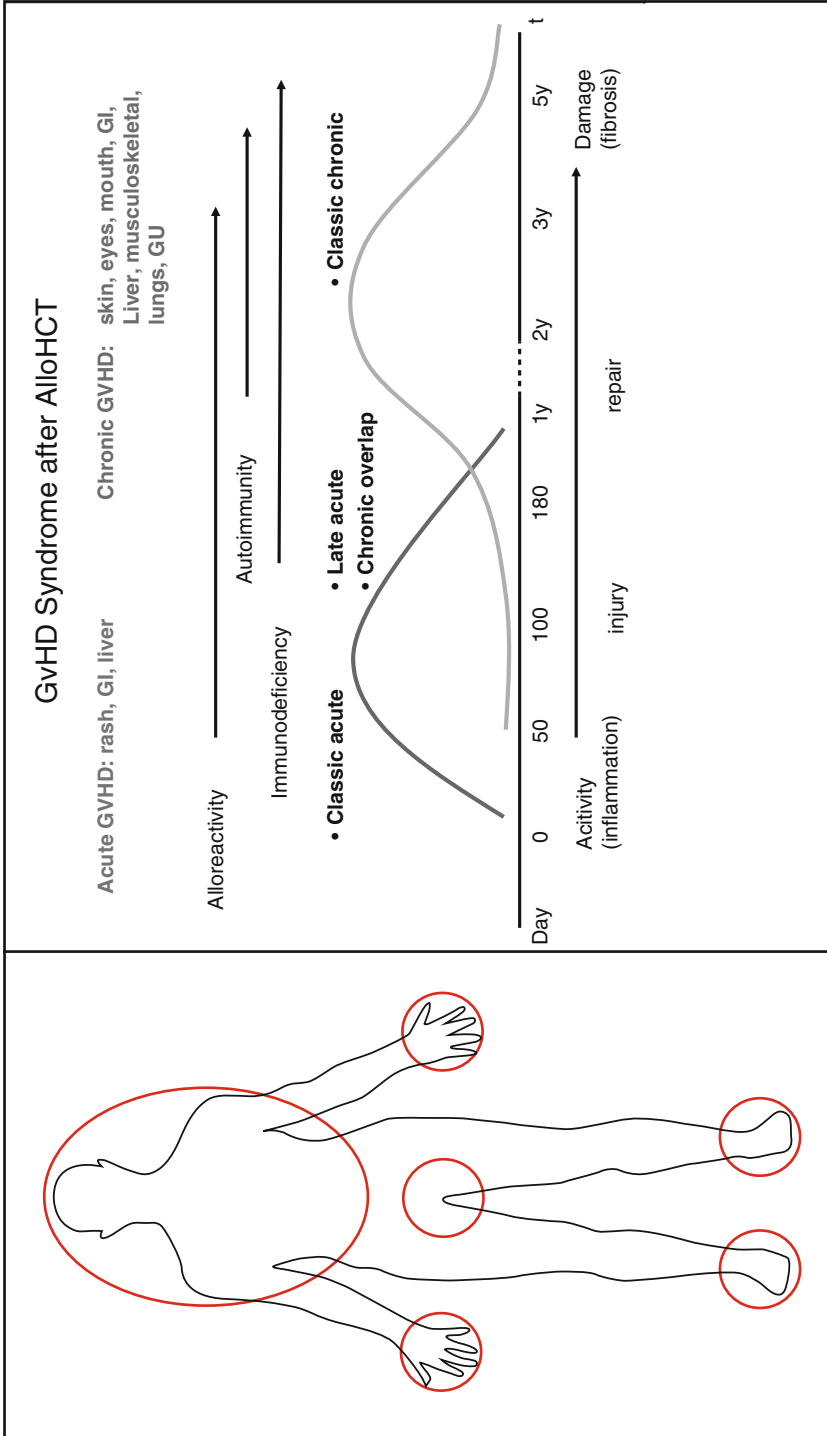 GvHD Syndrome after AlloHCT
Acute GVHD: rash, GI, liver
Chronic GVHD: skin, eyes, mouth, GI,
Liver, musculoskeletal,
lungs, GU
Alloreactivity
Autoimmunity
Immunodeficiency
• Classic acute
• Late acute
• Chronic overlap
• Classic chronic
Day 0 50 100 180 1y 2y 3y 5y t
Acitivity
(inflammation)
injury
repair
Damage
(fibrosis)